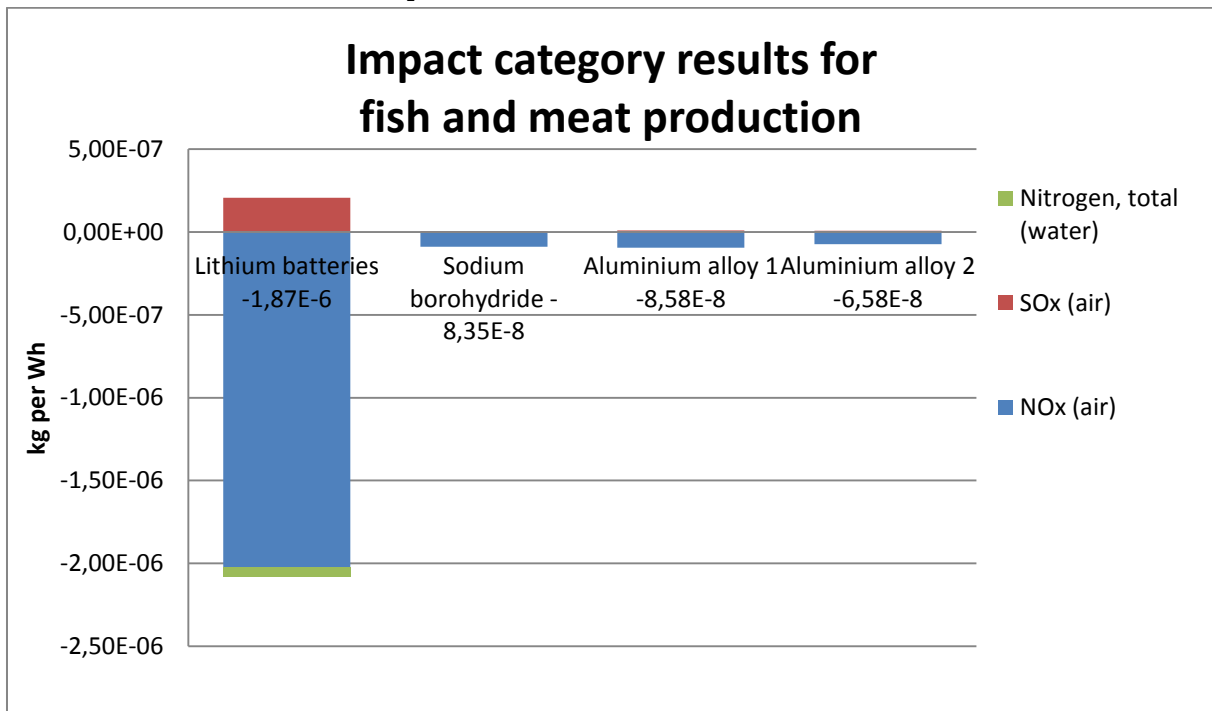 Impact category results for
fish and meat production
5,00E-07
0,00E+00
-5,00E-07
-1,00E-06
-1,50E-06
-2,00E-06
-2,50E-06
kg per Wh
Lithium batteries
-1,87E-6
Sodium
borohydride -
8,35E-8
Aluminium alloy 1
-8,58E-8
Aluminium alloy 2
-6,58E-8
Nitrogen, total
(water)
SOx (air)
NOx (air)